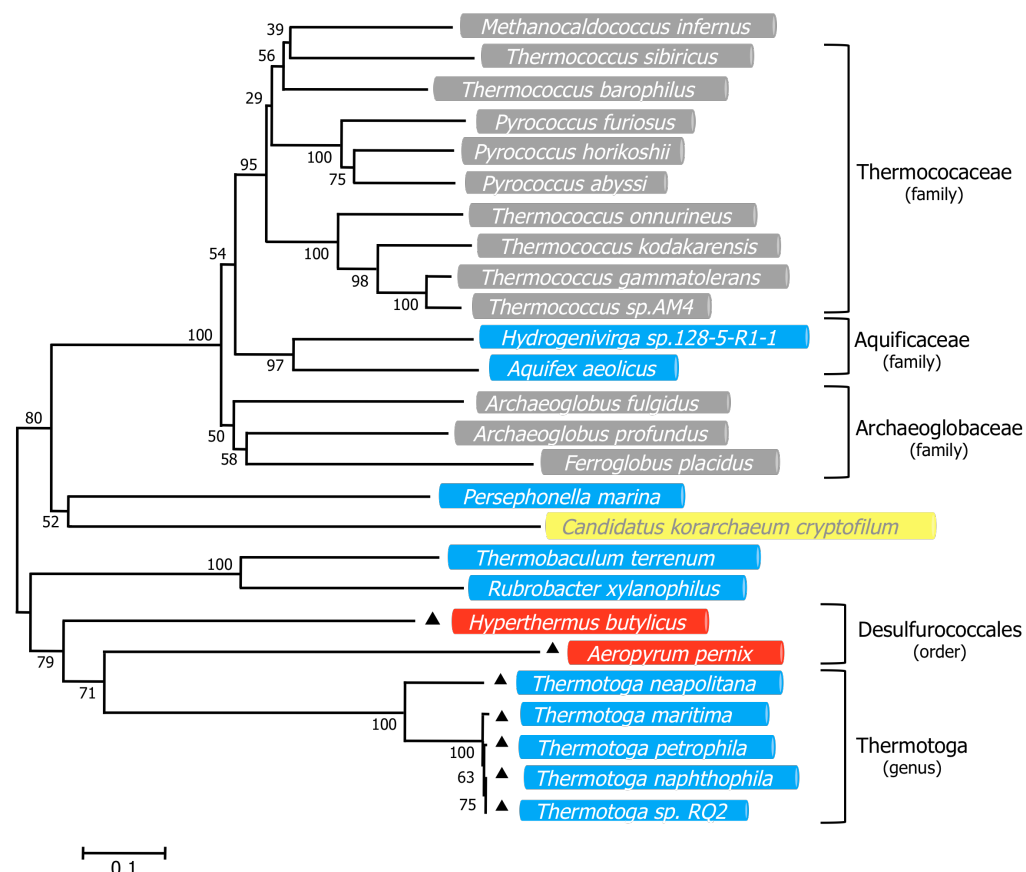 39
Methanocaldococcus infernus
56
Thermococcus sibiricus
Thermococcus barophilus
29
Pyrococcus furiosus
100
Pyrococcus horikoshii
75
Pyrococcus abyssi
95
Thermococcus onnurineus
100
Thermococcus kodakarensis
98
Thermococcus gammatolerans
100
Thermococcus sp.AM4
Thermococaceae
(family)
54
100
Hydrogenivirga sp.128-5-R1-1
97
Aquifex aeolicus
Aquificaceae
(family)
Archaeoglobus fulgidus
50
Archaeoglobus profundus
58
Ferroglobus placidus
Archaeoglobaceae
(family)
80
Persephonella marina
52
Candidatus korarchaeum cryptofilum
100
Thermobaculum terrenum
Rubrobacter xylanophilus
Hyperthermus butylicus
79
Aeropyrum pernix
Desulfurococcales
(order)
71
Thermotoga neapolitana
100
Thermotoga maritima
100
Thermotoga petrophila
63
Thermotoga naphthophila
75
Thermotoga sp. RQ2
Thermotoga
(genus)
0.1